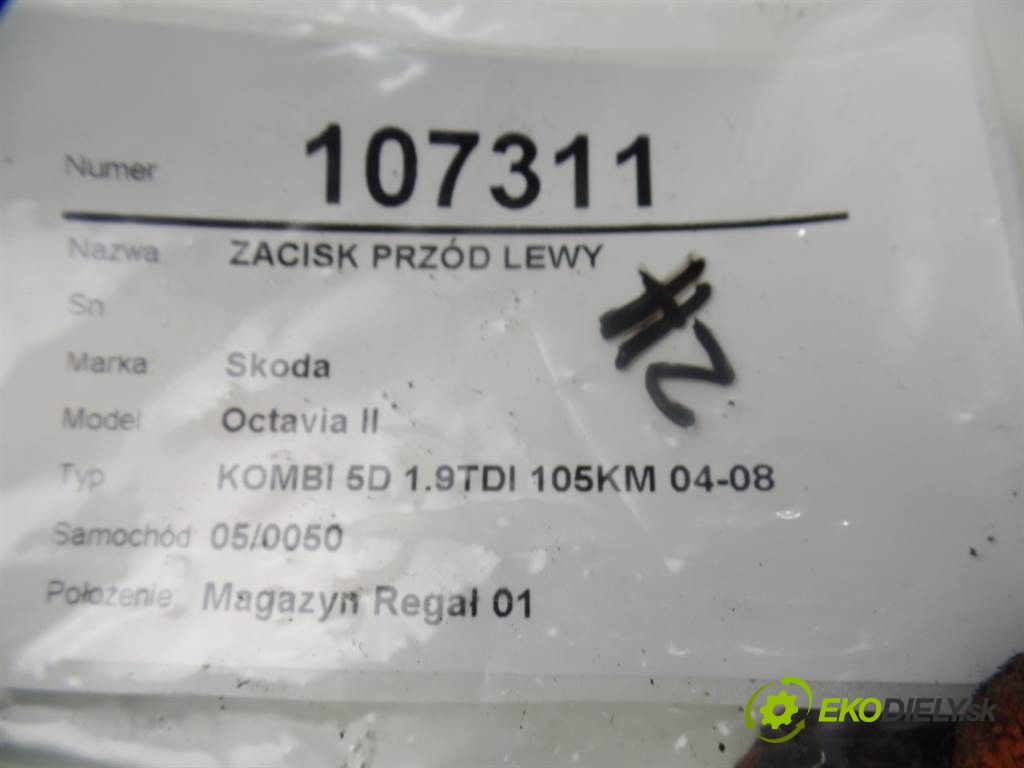 Numer 107311
Nazwa ZACISK PRZÓD LEWY
#2
Sn
Marka Skoda
Model Octavia II
Typ KOMBI 5D 1.9TDI 105KM 04-08
Samochód 05/0050
Położenie Magazyn Regał 01
EKODIELY.sk